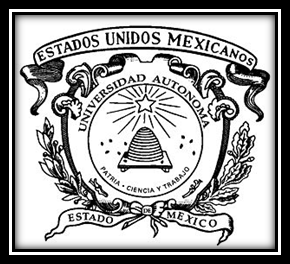 ESTADOS UNIDOS MEXICANOS
UNIVERSIDAD AUTONOMA
PATRIA • CIENCIA Y TRABAJO
ESTADO DE MEXICO